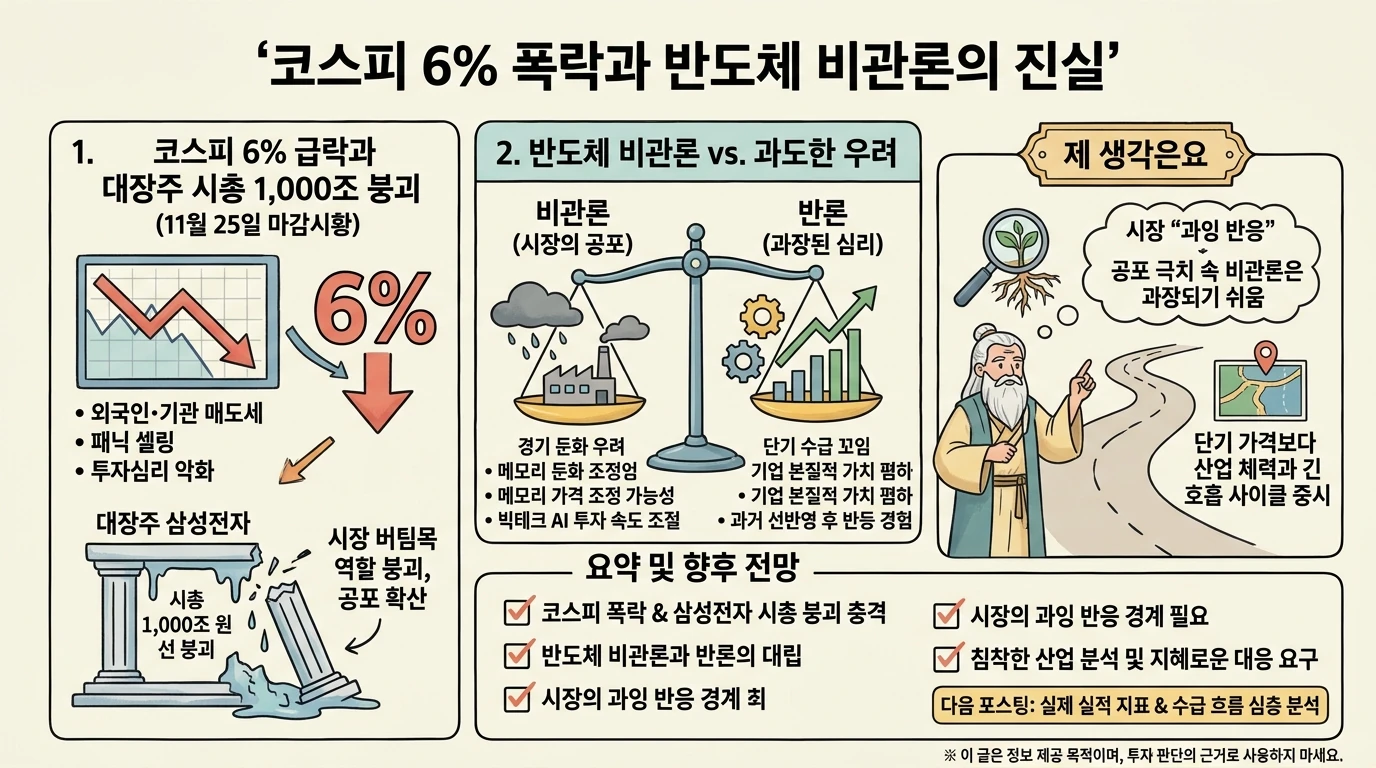 ‘코스피 6% 폭락과 반도체 비관론의 진실’
1. 코스피 6% 급락과
대장주 시총 1,000조 붕괴
(11월 25일 마감시황)
6%
• 외국인·기관 매도세
• 패닉 셀링
• 투자심리 악화
대장주 삼성전자
시총
1,000조 원
선 붕괴
시장 버팀목
역할 붕괴,
공포 확산
2. 반도체 비관론 vs. 과도한 우려
비관론
(시장의 공포)
경기 둔화 우려
• 메모리 둔화 조정엄
• 메모리 가격 조정 가능성
• 빅테크 AI 투자 속도 조절
반론
(과장된 심리)
단기 수급 꼬임
기업 본질적 가치 폄하
• 기업 본질적 가치 폄하
• 과거 선반영 후 반등 경험
제 생각은요
시장 “과잉 반응”
-
공포 극치 속 비관론은
과장되기 쉬움
단기 가격보다
산업 체력과 긴
호흡 사이클 중시
요약 및 향후 전망
코스피 폭락 & 삼성전자 시총 붕괴 충격
반도체 비관론과 반론의 대립
시장의 과잉 반응 경계 최
시장의 과잉 반응 경계 필요
침착한 산업 분석 및 지혜로운 대응 요구
다음 포스팅: 실제 실적 지표 & 수급 흐름 심층 분석
※ 이 글은 정보 제공 목적이며, 투자 판단의 근거로 사용하지 마세요.